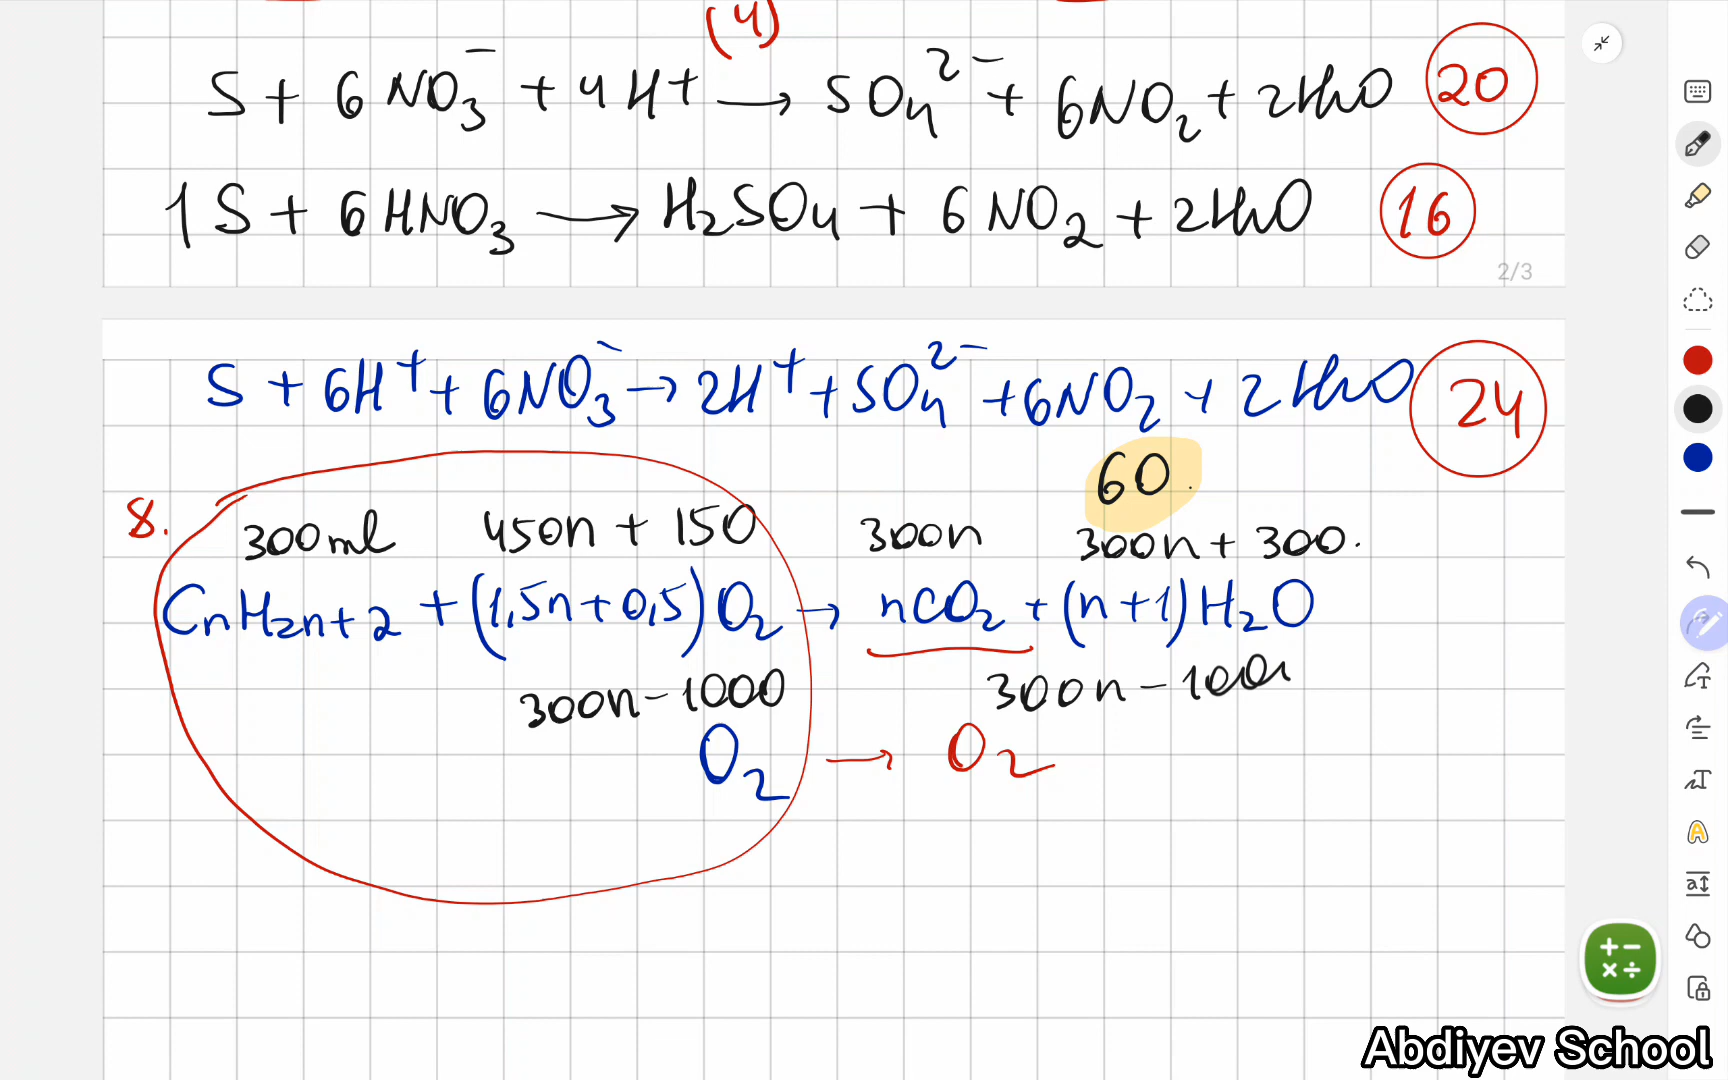 (4)
S + 6NO₃⁻ + 4H⁺ → SO₄²⁻ + 6NO₂ + 2H₂O 20
1S + 6HNO₃ → H₂SO₄ + 6NO₂ + 2H₂O 16
2/3
S + 6H⁺ + 6NO₃⁻ → 2H⁺ + SO₄²⁻ + 6NO₂ + 2H₂O 24
60.
8. 300ml 450n + 150 300n 300n + 300.
CnH2n+2 + (1,5n+0,5)O₂ → nCO₂ + (n+1)H₂O
300n - 1000 300n -
O₂ → O₂
Abdiyev School